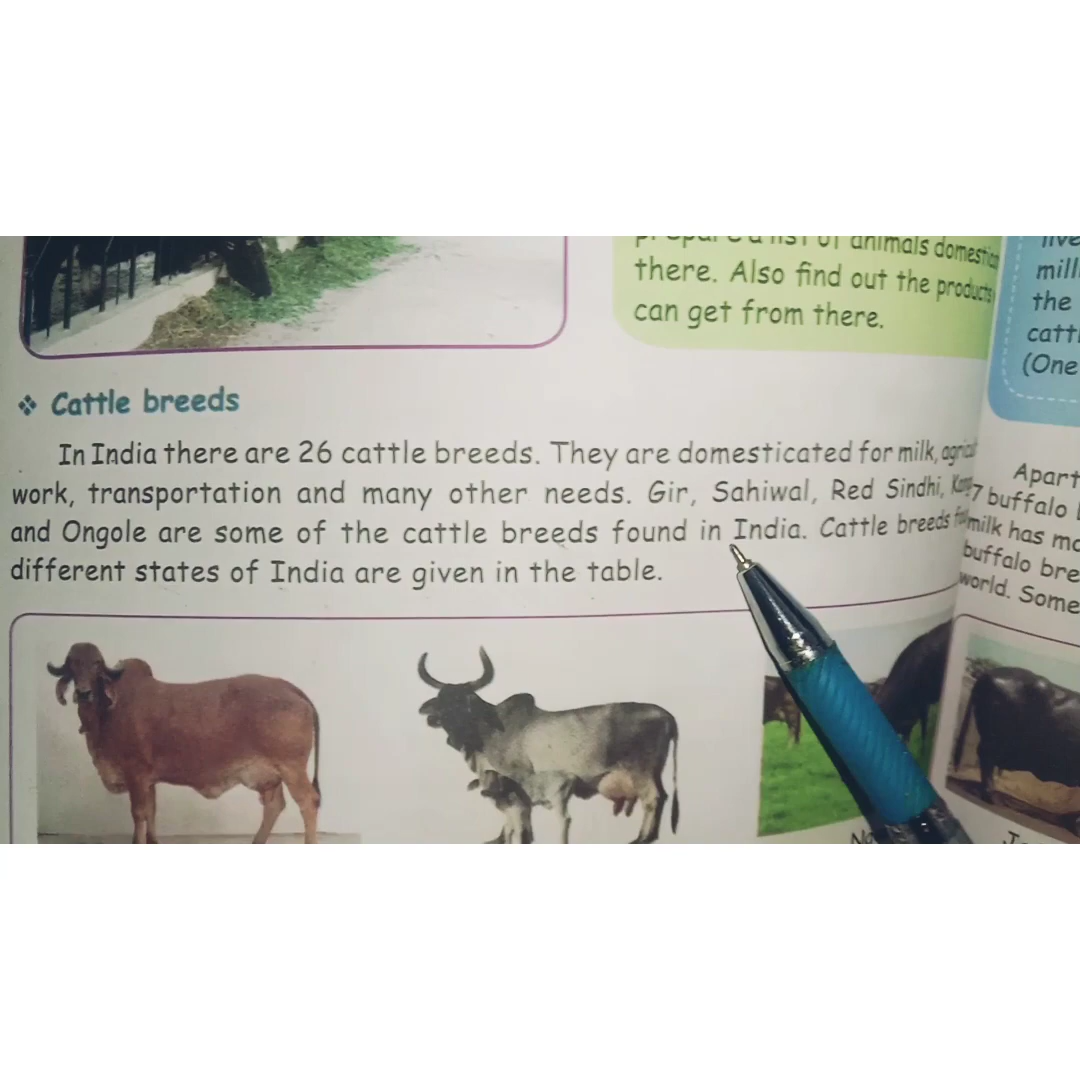 animals domestic
there. Also find out the products
can get from there.
mill
the
cattl
(One
❖ Cattle breeds
In India there are 26 cattle breeds. They are domesticated for milk,
work, transportation and many other needs. Gir, Sahiwal, Red Sindhi,
and Ongole are some of the cattle breeds found in India. Cattle breeds
different states of India are given in the table.
Apart
7 buffalo
milk has
buffalo bre
world. Some